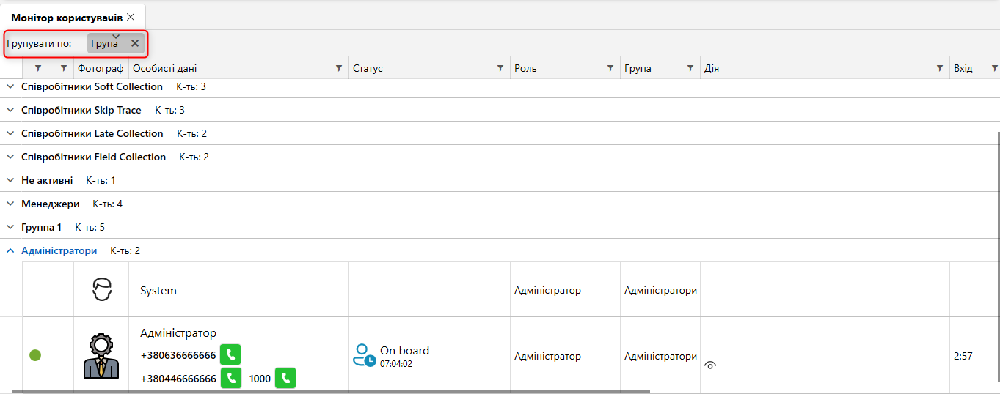 Монітор користувачів
Групувати по: Група
Фотограф Особисті дані Статус Роль Група Дія Вхід
Співробітники Soft Collection К-ть: 3
Співробітники Skip Trace К-ть: 3
Співробітники Late Collection К-ть: 2
Співробітники Field Collection К-ть: 2
Не активні К-ть: 1
Менеджери К-ть: 4
Группа 1 К-ть: 5
Адміністратори К-ть: 2
System Адміністратор Адміністратори
Адміністратор
+380636666666
+380446666666 1000
On board
07:04:02
Адміністратор Адміністратори 2:57